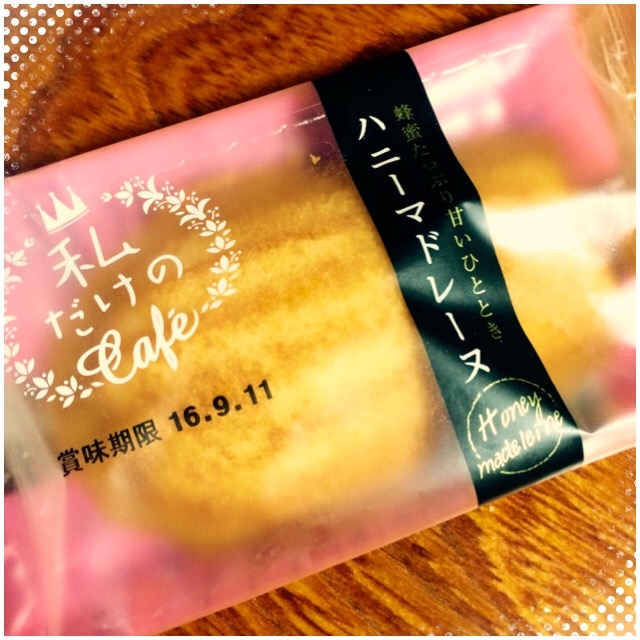 私
だけの
Café
賞味期限 16.9.11
蜂蜜たっぷり甘いひととき
ハニーマドレーヌ
Honey
madeleine